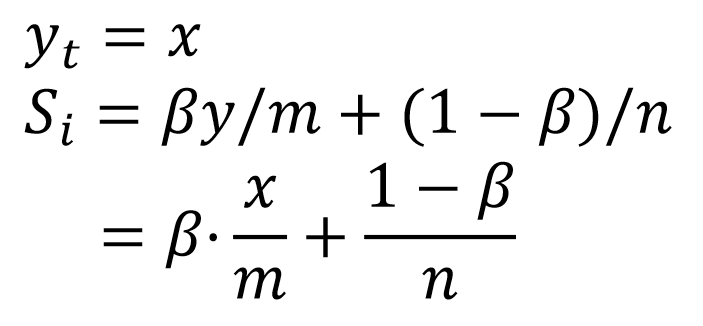 y_t = x
S_i = βy/m + (1 − β)/n
= β· x/m + (1 − β)/n